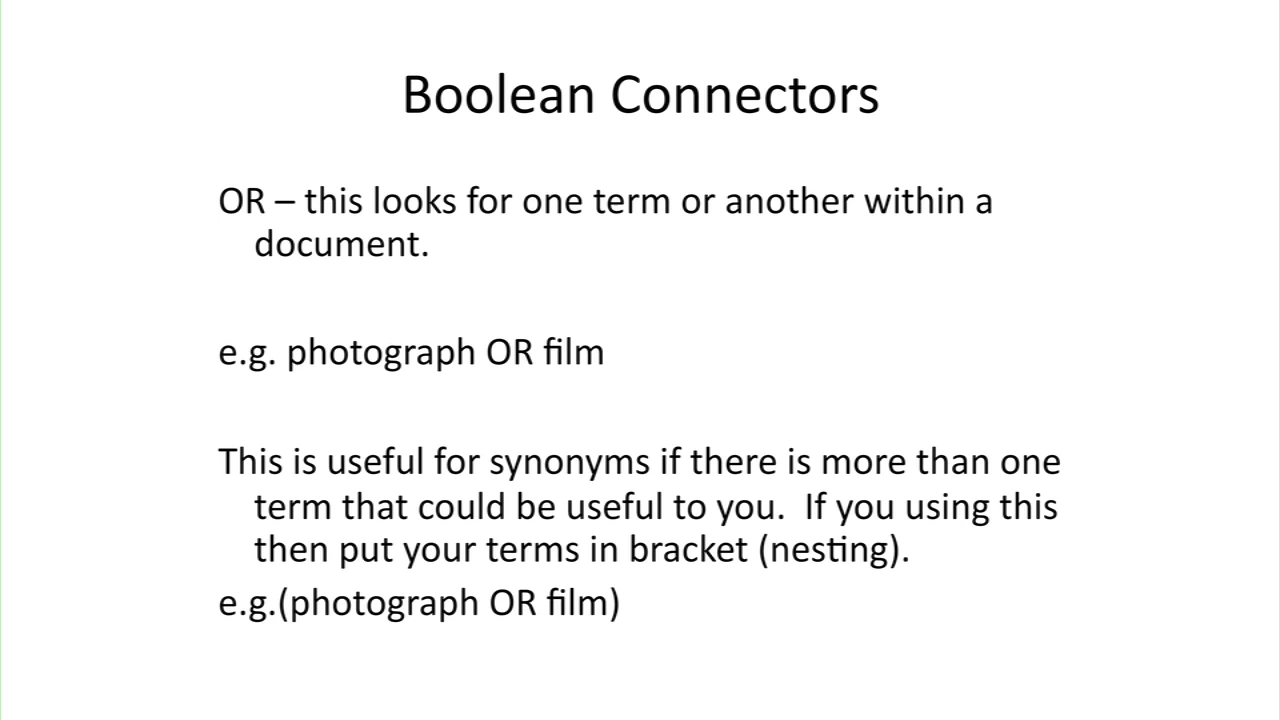 Boolean Connectors
OR – this looks for one term or another within a
document.
e.g. photograph OR film
This is useful for synonyms if there is more than one
term that could be useful to you.  If you using this
then put your terms in bracket (nesting).
e.g.(photograph OR film)